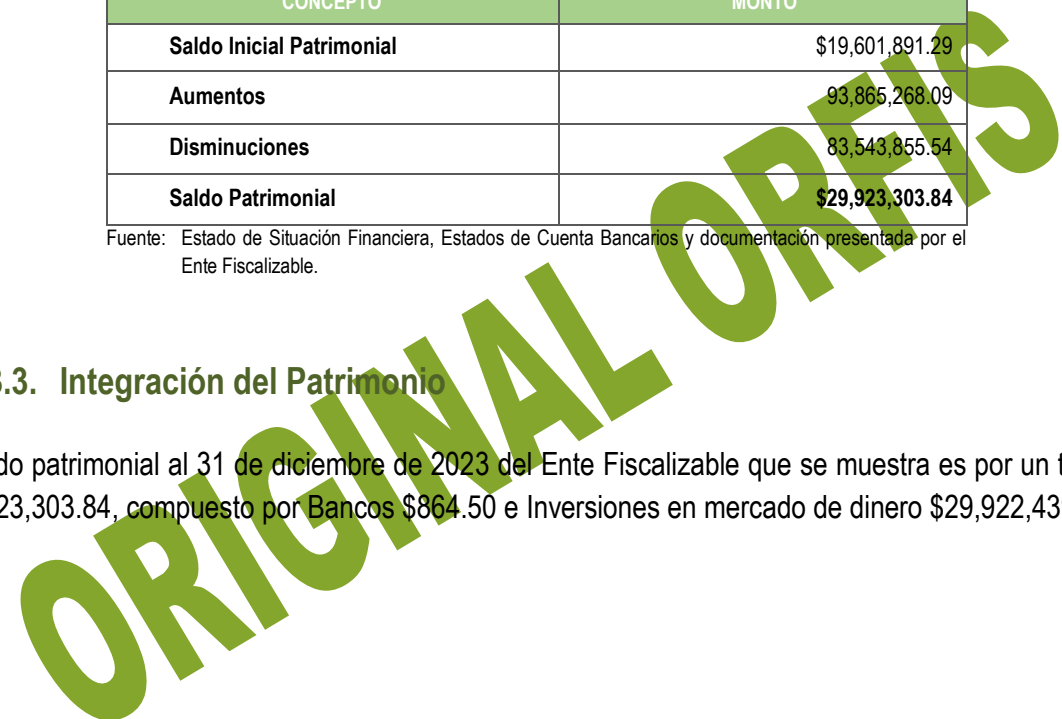 CONCEPTO MONTO
Saldo Inicial Patrimonial $19,601,891.29
Aumentos 93,865,268.09
Disminuciones 83,543,855.54
Saldo Patrimonial $29,923,303.84
Fuente: Estado de Situación Financiera, Estados de Cuenta Bancarios y documentación presentada por el
Ente Fiscalizable.
.3. Integración del Patrimonio
do patrimonial al 31 de diciembre de 2023 del Ente Fiscalizable que se muestra es por un t
23,303.84, compuesto por Bancos $864.50 e Inversiones en mercado de dinero $29,922,43
ORIGINAL ORFIS